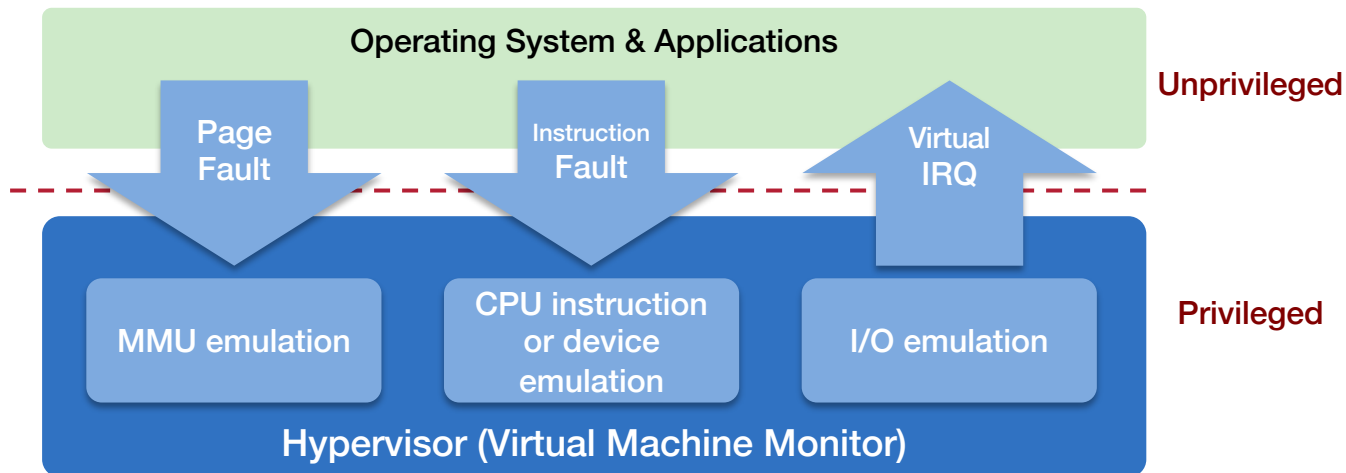 Operating System & Applications
Unprivileged
Page
Fault
Instruction
Fault
Virtual
IRQ
MMU emulation
CPU instruction
or device
emulation
I/O emulation
Privileged
Hypervisor (Virtual Machine Monitor)